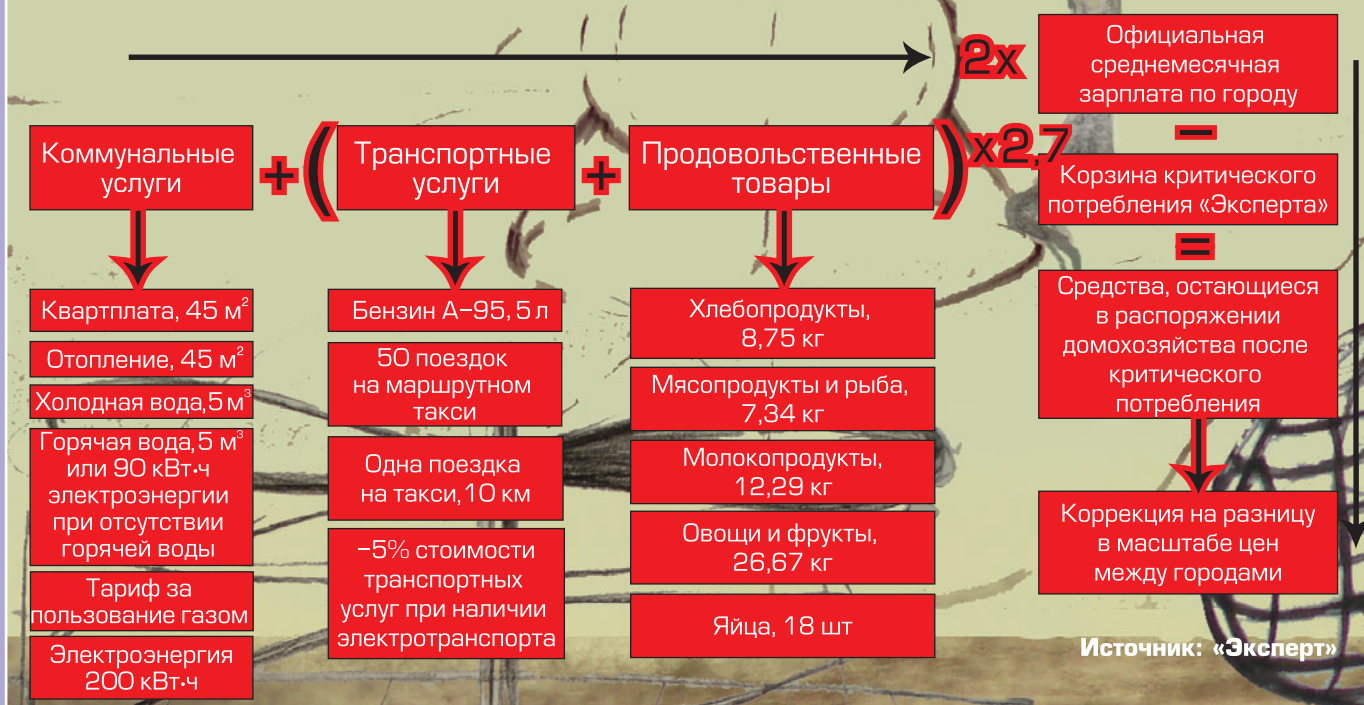 Коммунальные
услуги
+
(
Транспортные
услуги
+
Продовольственные
товары
)
x2,7
Квартплата, 45 м²
Отопление, 45 м²
Холодная вода,5 м³
Горячая вода,5 м³
или 90 кВт·ч
электроэнергии
при отсутствии
горячей воды
Тариф за
пользование газом
Электроэнергия
200 кВт·ч
Бензин А–95, 5 л
50 поездок
на маршрутном
такси
Одна поездка
на такси,10 км
–5% стоимости
транспортных
услуг при наличии
электротранспорта
Хлебопродукты,
8,75 кг
Мясопродукты и рыба,
7,34 кг
Молокопродукты,
12,29 кг
Овощи и фрукты,
26,67 кг
Яйца, 18 шт
2x
Официальная
среднемесячная
зарплата по городу
–
Корзина критического
потребления «Эксперта»
=
Средства, остающиеся
в распоряжении
домохозяйства после
критического
потребления
Коррекция на разницу
в масштабе цен
между городами
Источник: «Эксперт»